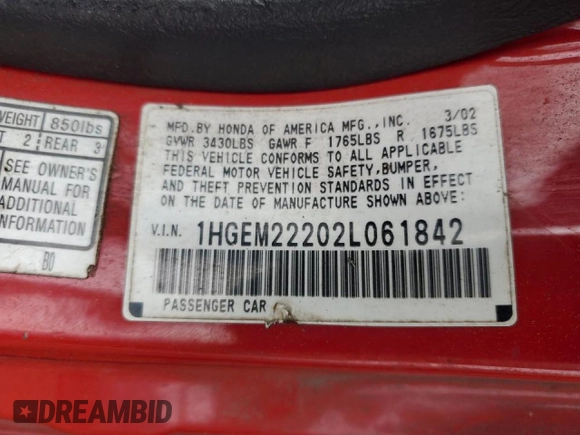 WEIGHT 850lbs
T 2 REAR 3
SEE OWNER'S
MANUAL FOR
ADDITIONAL
INFORMATION
B0
MFD.BY HONDA OF AMERICA MFG.,INC. 3/02
GVWR 3430LBS GAWR F 1765LBS R 1675LBS
THIS VEHICLE CONFORMS TO ALL APPLICABLE
FEDERAL MOTOR VEHICLE SAFETY,BUMPER,
AND THEFT PREVENTION STANDARDS IN EFFECT
ON THE DATE OF MANUFACTURE SHOWN ABOVE:
V.I.N. 1HGEM22202L061842
PASSENGER CAR
DREAMBID